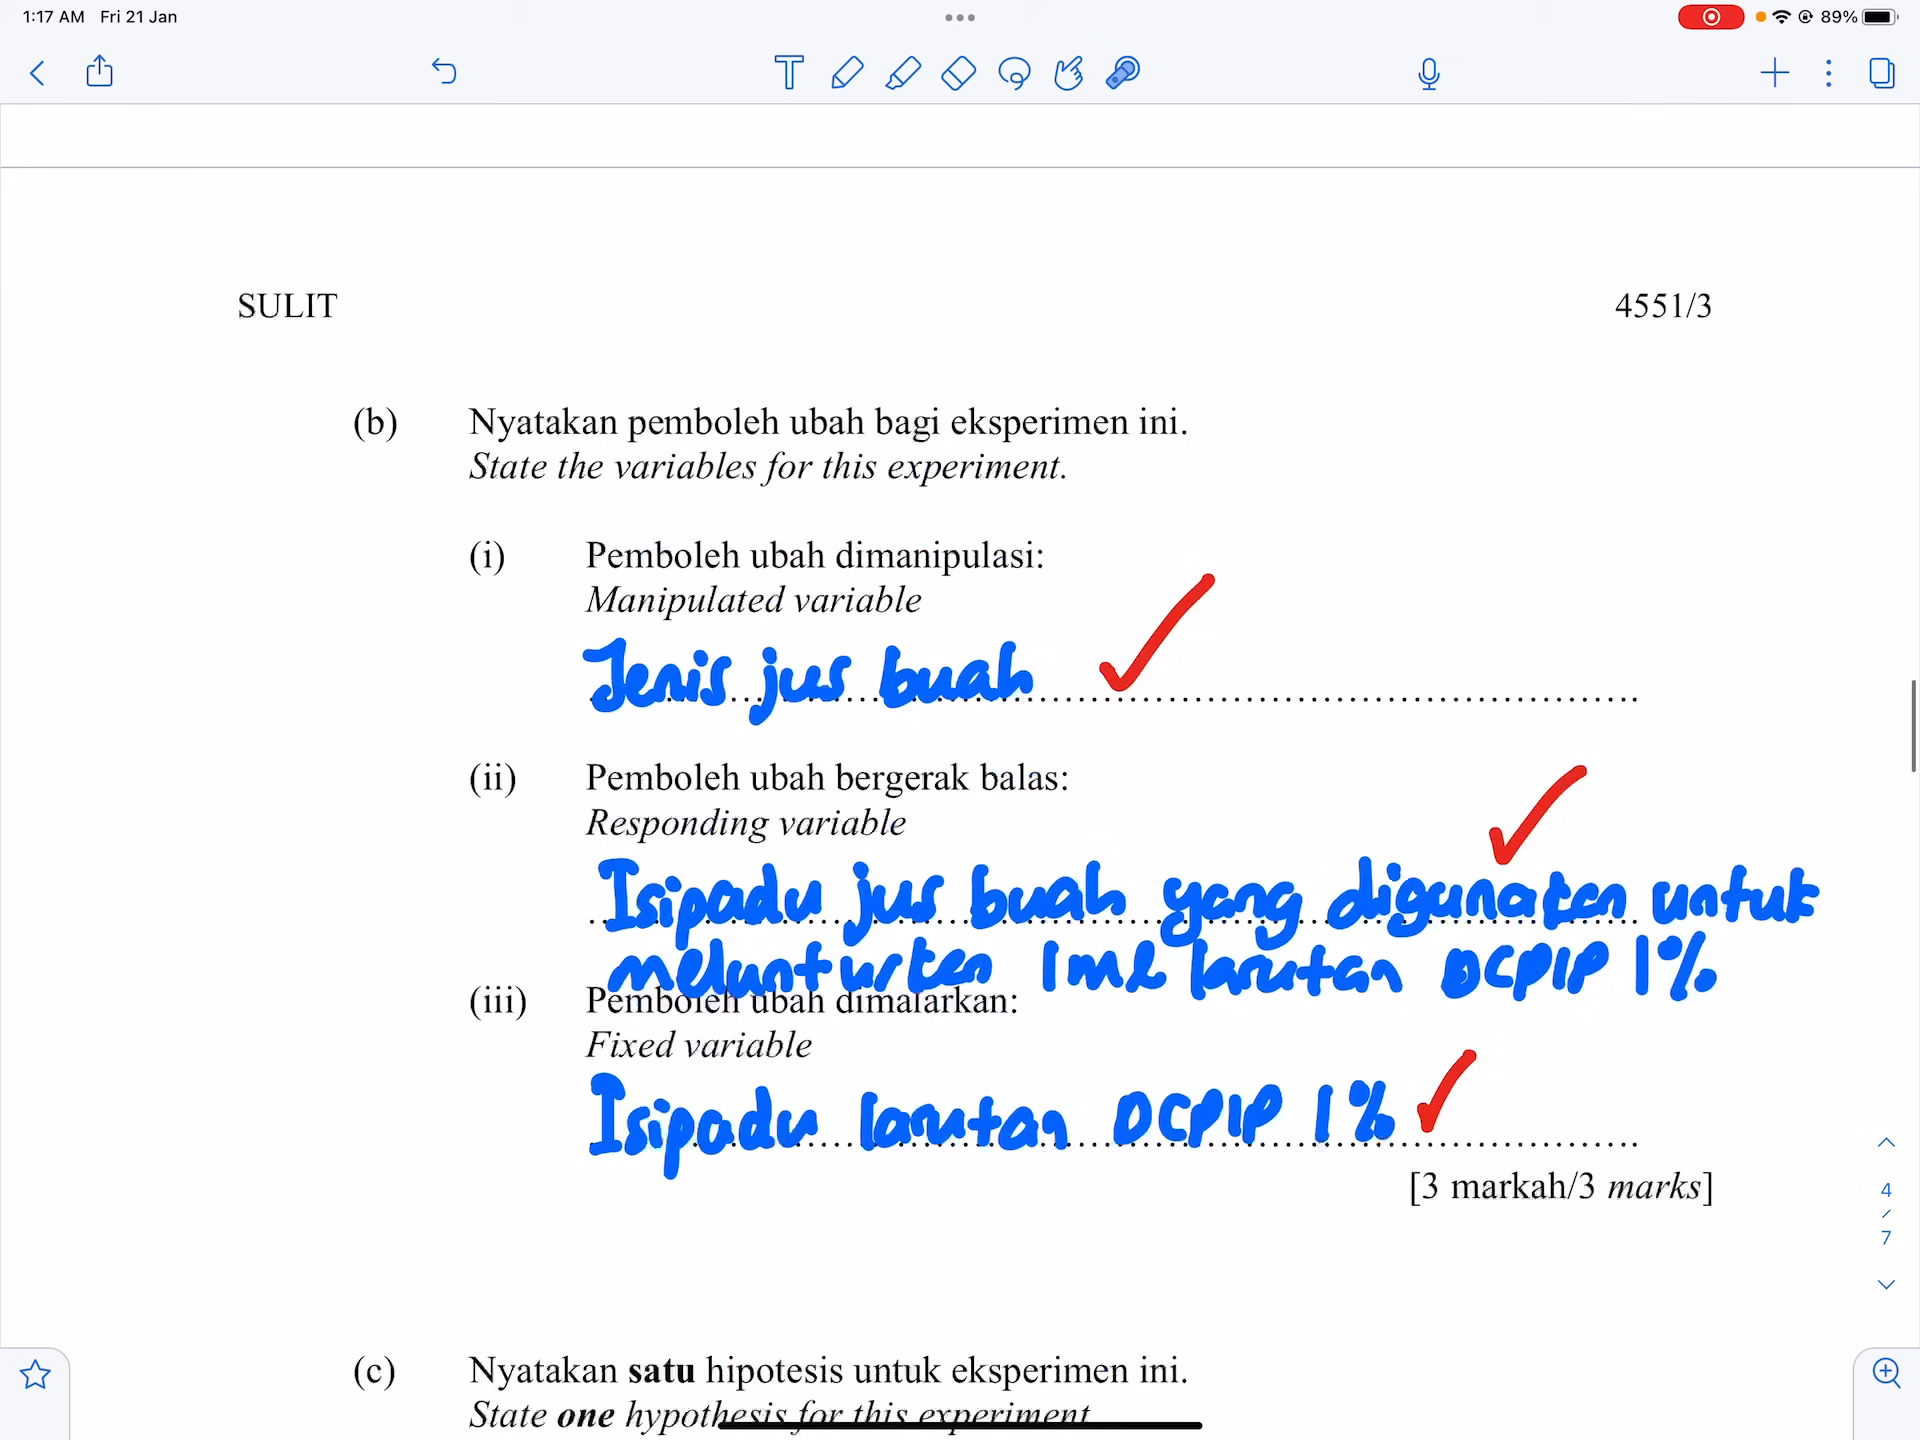 1:17 AM Fri 21 Jan
89%
SULIT
4551/3
(b) Nyatakan pemboleh ubah bagi eksperimen ini.
State the variables for this experiment.
(i) Pemboleh ubah dimanipulasi:
Manipulated variable
Jenis jus buah
(ii) Pemboleh ubah bergerak balas:
Responding variable
Isipadu jus buah yang digunakan untuk
melunturkan 1ml larutan DCPIP 1%
(iii) Pemboleh ubah dimalarkan:
Fixed variable
Isipadu larutan DCPIP 1%
[3 markah/3 marks]
4
/
7
(c) Nyatakan satu hipotesis untuk eksperimen ini.
State one hypothesis for this experiment